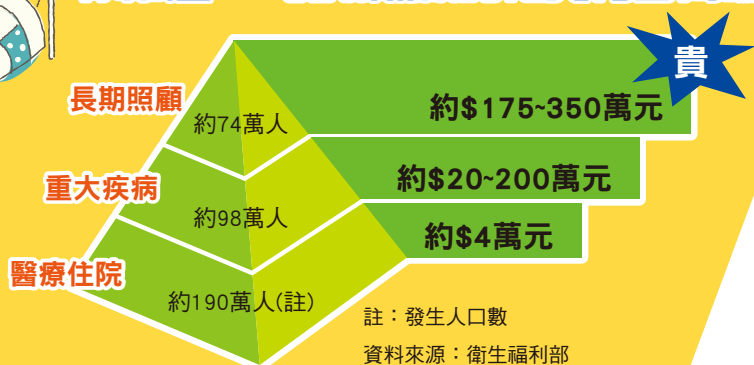 貴
長期照顧
約74萬人
約$175~350萬元
重大疾病
約98萬人
約$20~200萬元
醫療住院
約190萬人(註)
約$4萬元
註：發生人口數
資料來源：衛生福利部